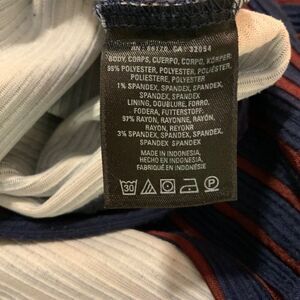 RN: 66170 CA: 32054
BODY, CORPS, CUERPO, CORPO, KÖRPER:
99% POLYESTER, POLYESTER, POLIÉSTER,
POLIESTERE, POLYESTER
1% SPANDEX, SPANDEX, SPANDEX,
SPANDEX, SPANDEX
LINING, DOUBLURE, FORRO,
FODERA, FUTTERSTOFF:
97% RAYON, RAYONNE, RAYÓN,
RAYON, REYON
3% SPANDEX, SPANDEX, SPANDEX,
SPANDEX, SPANDEX
MADE IN INDONESIA,
HECHO EN INDONESIA,
FABRIQUÉ EN INDONESIE
30 P